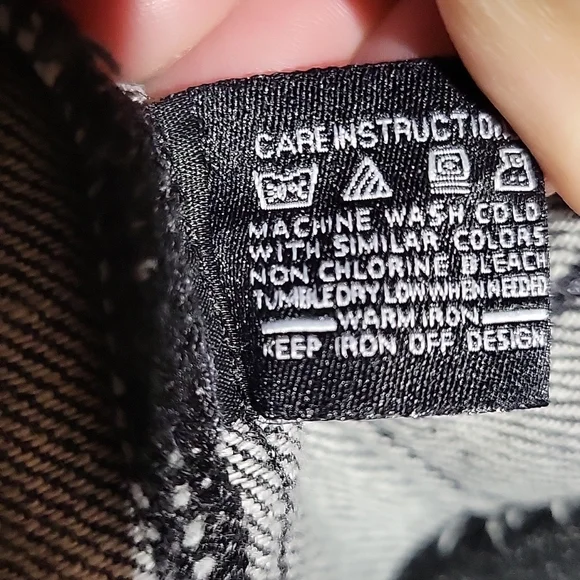 CARE INSTRUCTION
MACHINE WASH COLD
WITH SIMILAR COLORS
NON CHLORINE BLEACH
TUMBLE DRY LOW WHEN NEEDED
WARM IRON
KEEP IRON OFF DESIGN